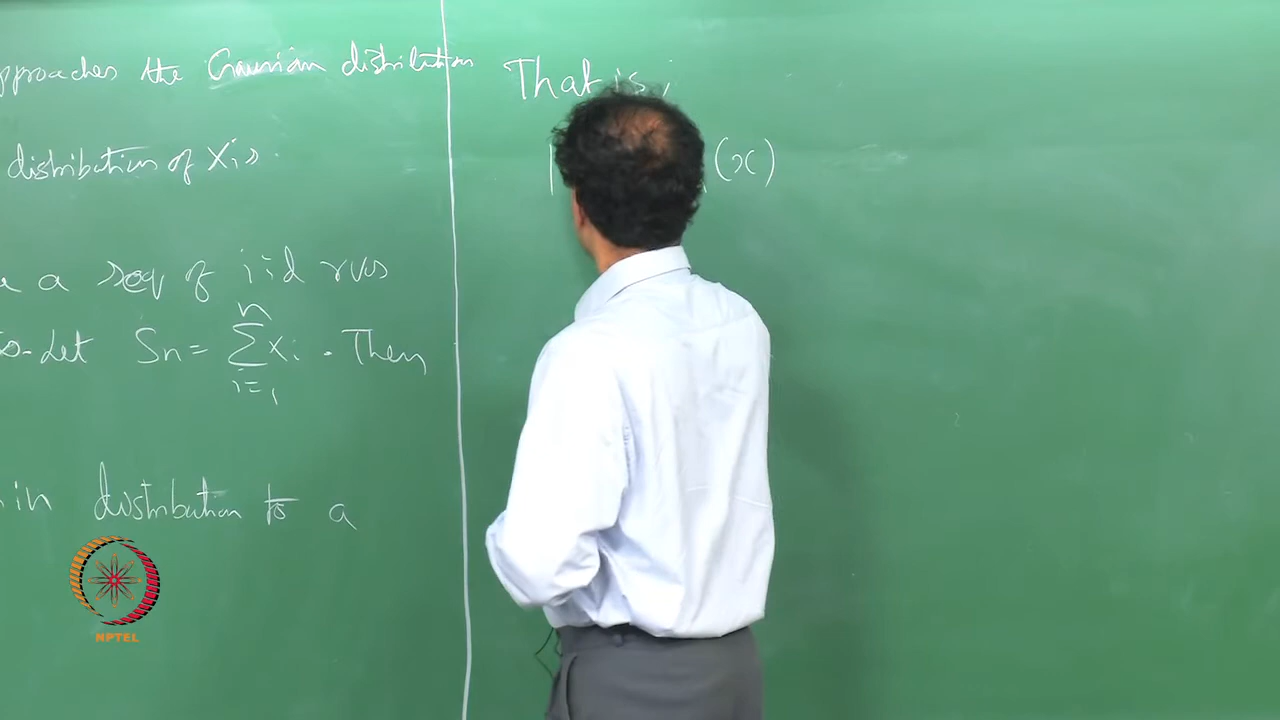 approaches the Gaussian distribution
distribution of Xis.
a seq of iid rvs
Let Sn = n Σ i=1 Xi. Then
in distribution to a
That is,
(x)
NPTEL